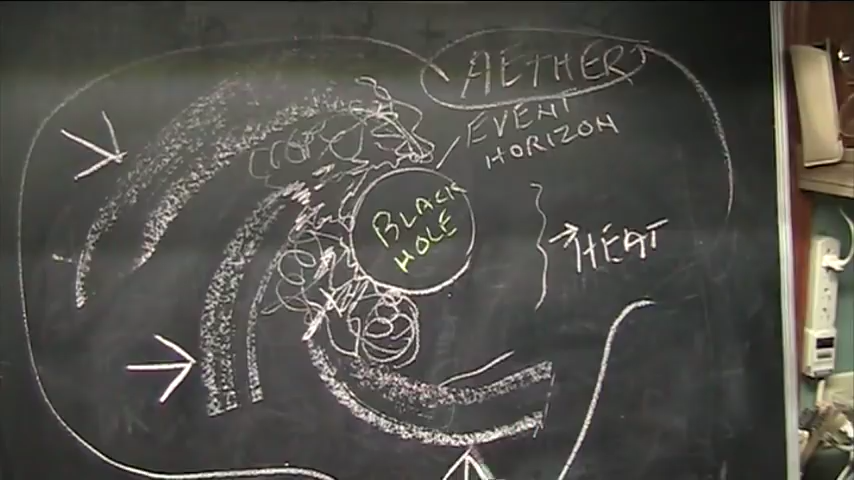 AETHER
EVENT
HORIZON
BLACK
HOLE
HEAT